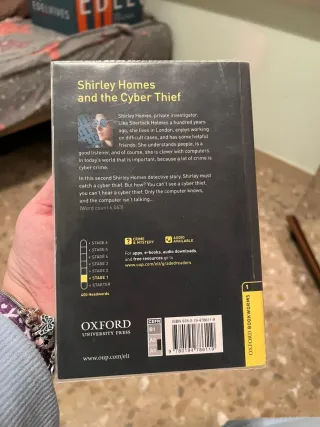 EDELVIVES
Shirley Homes
and the Cyber Thief
Shirley Homes, private investigator.
Like Sherlock Homes a hundred years
ago, she lives in London, enjoys working
on difficult cases, and has some helpful
friends. She understands people, is a
good listener, and of course, she is clever with computers.
In today's world that is important, because a lot of crime is
cyber-crime.
In this second Shirley Homes detective story, Shirley must
catch a cyber thief. But how? You can't see a cyber thief,
you can't hear a cyber thief. Only the computer knows,
and the computer isn't talking...
STAGE 6
STAGE 5
STAGE 4
STAGE 3
STAGE 2
STAGE 1
STARTER
400 Headwords
CRIME
& MYSTERY
AUDIO
AVAILABLE
For apps, e-books, audio downloads,
and free resources go to
www.oup.com/elt/gradedreaders
OXFORD
UNIVERSITY PRESS
www.oup.com/elt
1
OXFORD BOOKWORMS